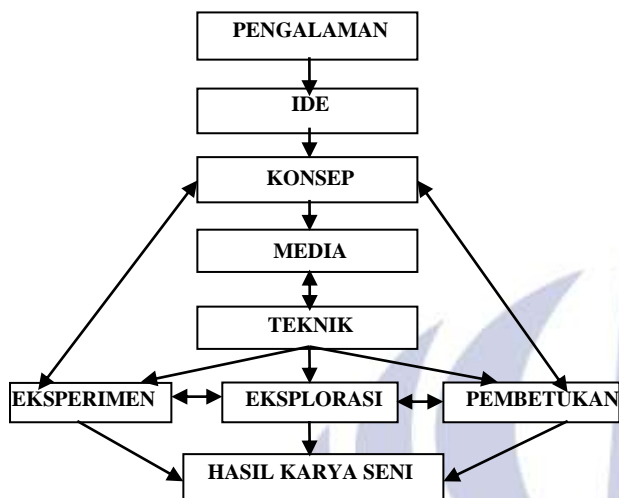 PENGALAMAN
IDE
KONSEP
MEDIA
TEKNIK
EKSPERIMEN
EKSPLORASI
PEMBETUKAN
HASIL KARYA SENI